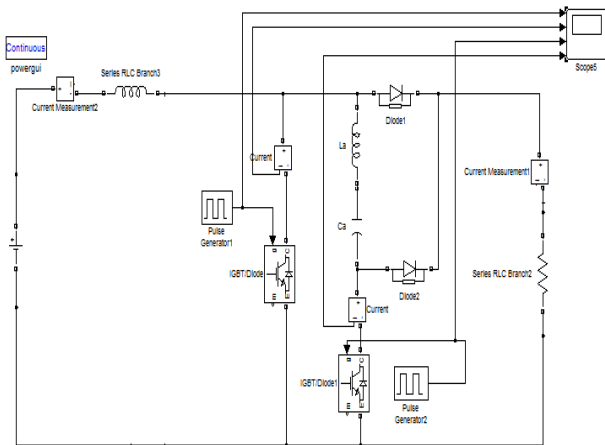 Continuous
powergui
Series RLC Branch3
Current Measurement2
Scope5
Diode1
La
Current
Current Measurement1
Pulse
Generator1
Ca
IGBT/Diode
Diode2
Series RLC Branch2
Current
IGBT/Diode1
Pulse
Generator2